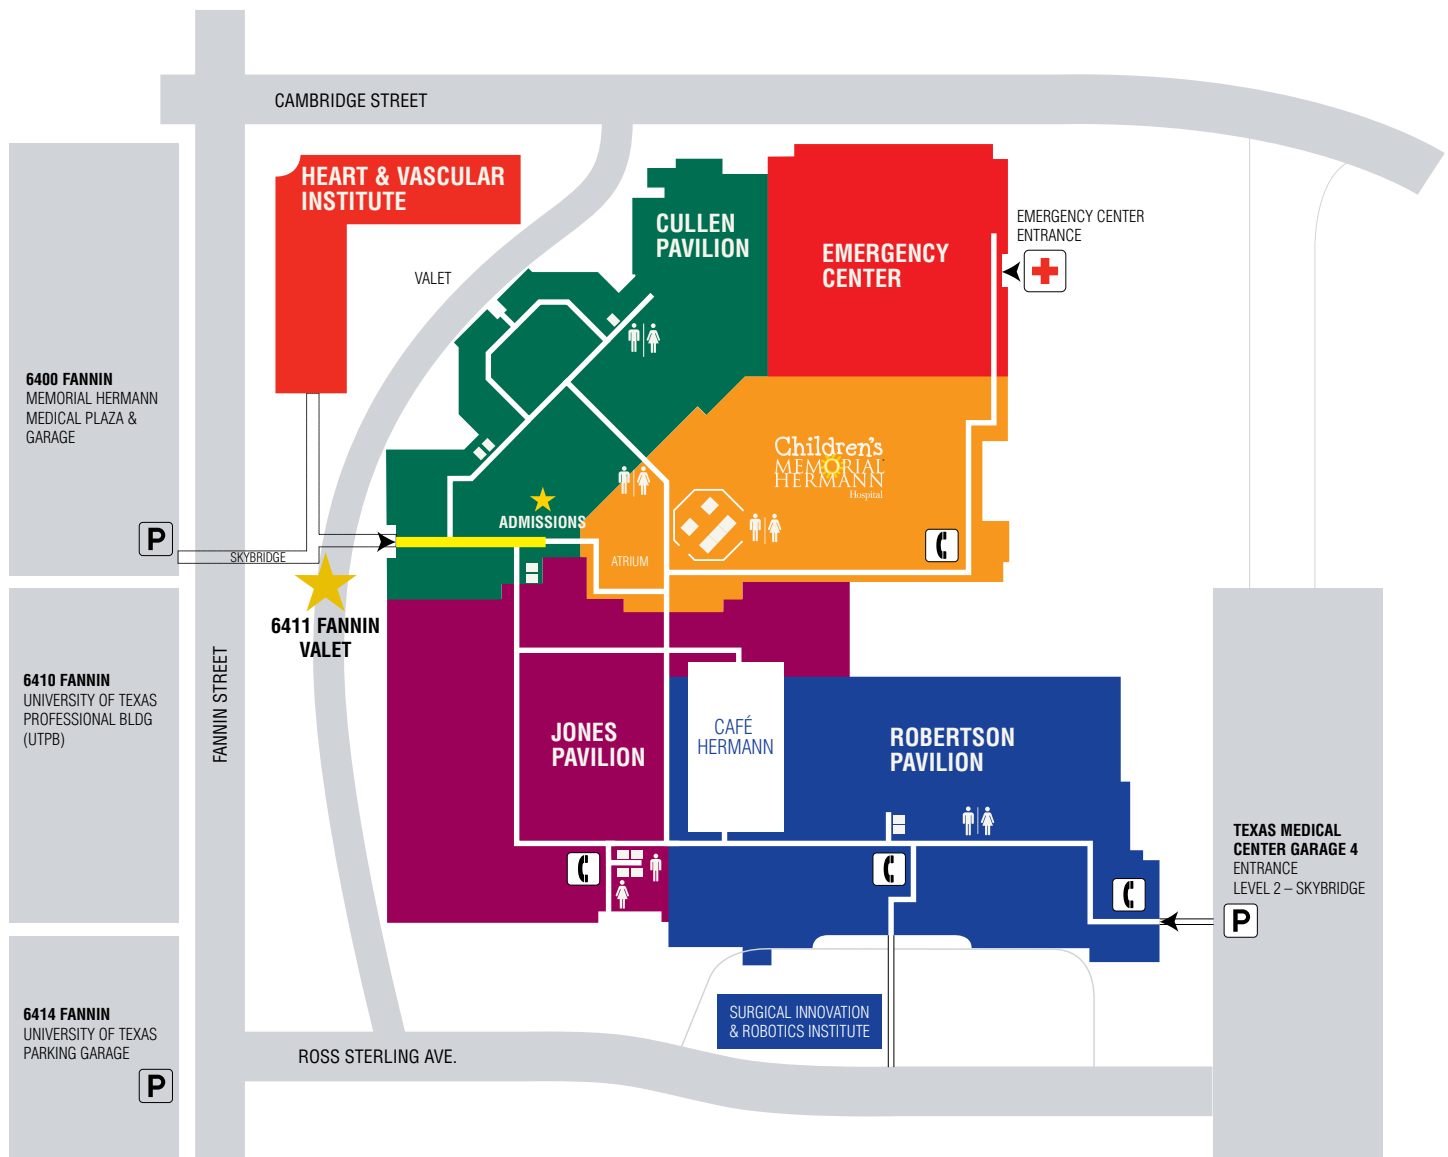 CAMBRIDGE STREET
HEART & VASCULAR
INSTITUTE
CULLEN
PAVILION
EMERGENCY
CENTER
EMERGENCY CENTER
ENTRANCE
VALET
6400 FANNIN
MEMORIAL HERMANN
MEDICAL PLAZA &
GARAGE
P
SKYBRIDGE
Children's
MEMORIAL
HERMANN
Hospital
ADMISSIONS
ATRIUM
6411 FANNIN
VALET
FANNIN STREET
6410 FANNIN
UNIVERSITY OF TEXAS
PROFESSIONAL BLDG
(UTPB)
JONES
PAVILION
CAFÉ
HERMANN
ROBERTSON
PAVILION
TEXAS MEDICAL
CENTER GARAGE 4
ENTRANCE
LEVEL 2 – SKYBRIDGE
P
6414 FANNIN
UNIVERSITY OF TEXAS
PARKING GARAGE
P
SURGICAL INNOVATION
& ROBOTICS INSTITUTE
ROSS STERLING AVE.